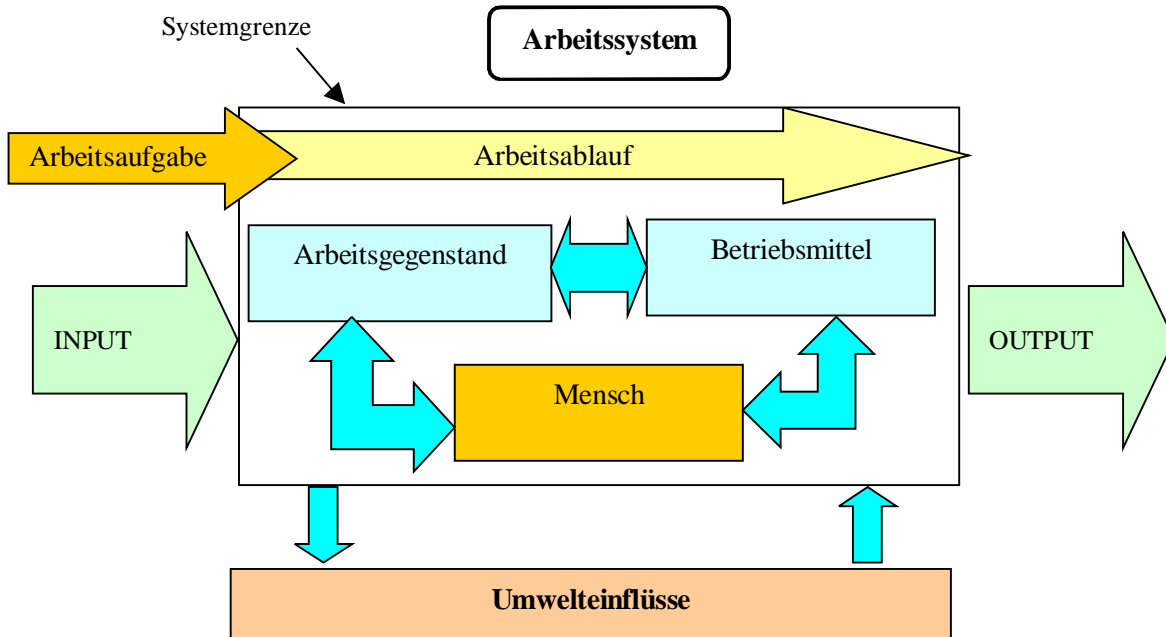 Systemgrenze
Arbeitssystem
Arbeitsaufgabe
Arbeitsablauf
Arbeitsgegenstand
Betriebsmittel
INPUT
OUTPUT
Mensch
Umwelteinflüsse